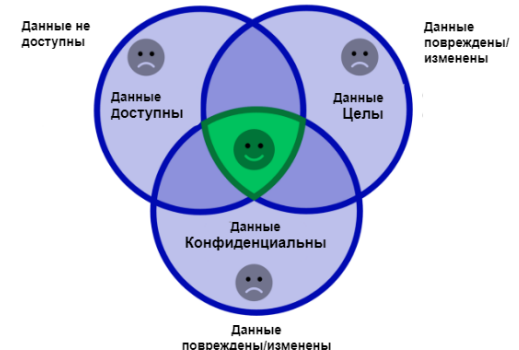 Данные не
доступны
Данные
повреждены/
изменены
Данные
Доступны
Данные
Целы
Данные
Конфиденциальны
Данные
повреждены/изменены